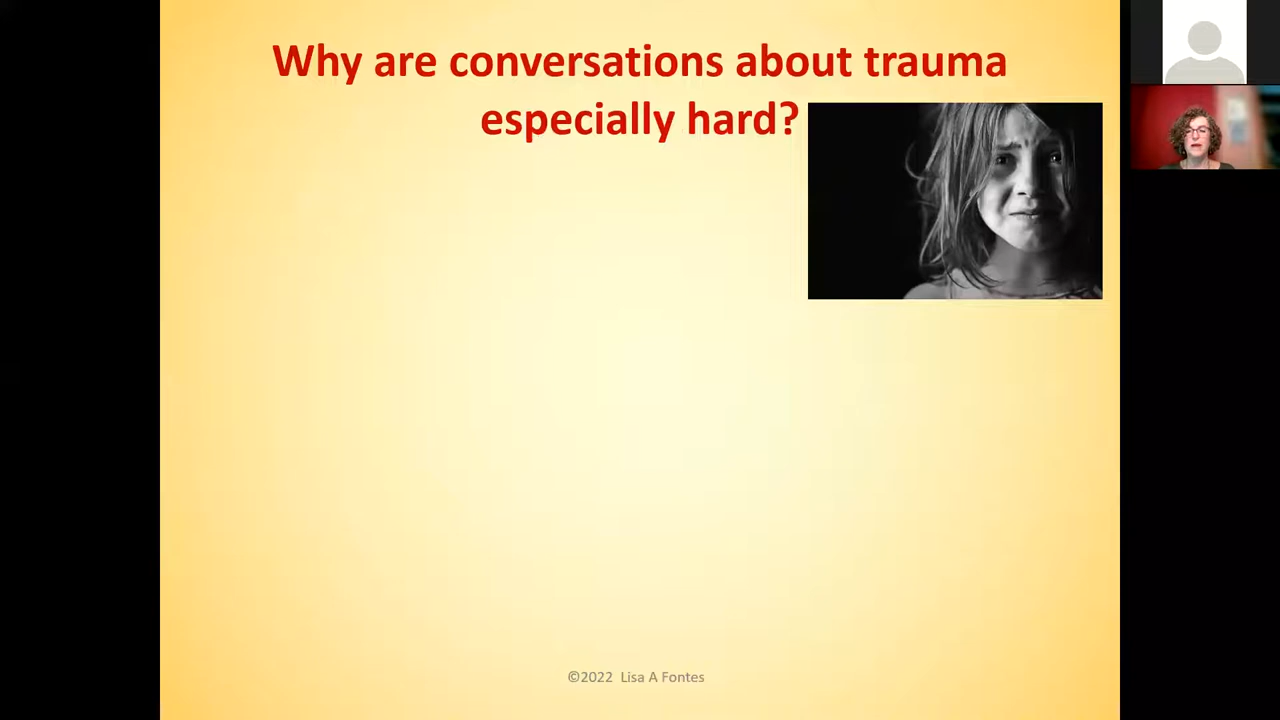 Why are conversations about trauma
especially hard?
©2022 Lisa A Fontes